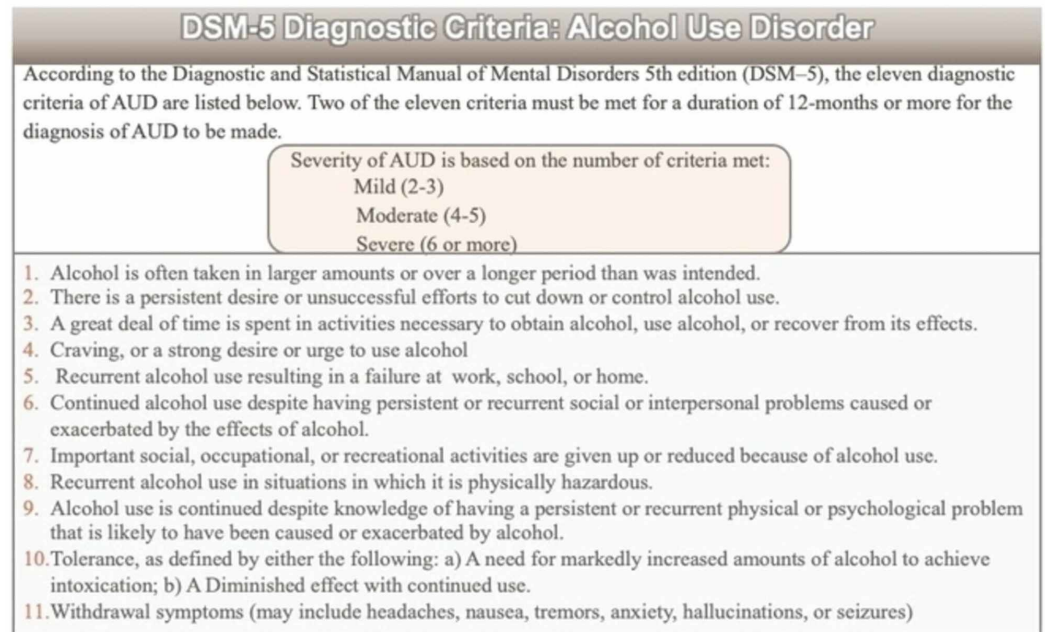 DSM-5 Diagnostic Criteria: Alcohol Use Disorder
According to the Diagnostic and Statistical Manual of Mental Disorders 5th edition (DSM–5), the eleven diagnostic
criteria of AUD are listed below. Two of the eleven criteria must be met for a duration of 12-months or more for the
diagnosis of AUD to be made.
Severity of AUD is based on the number of criteria met:
Mild (2-3)
Moderate (4-5)
Severe (6 or more)
1. Alcohol is often taken in larger amounts or over a longer period than was intended.
2. There is a persistent desire or unsuccessful efforts to cut down or control alcohol use.
3. A great deal of time is spent in activities necessary to obtain alcohol, use alcohol, or recover from its effects.
4. Craving, or a strong desire or urge to use alcohol
5. Recurrent alcohol use resulting in a failure at work, school, or home.
6. Continued alcohol use despite having persistent or recurrent social or interpersonal problems caused or
exacerbated by the effects of alcohol.
7. Important social, occupational, or recreational activities are given up or reduced because of alcohol use.
8. Recurrent alcohol use in situations in which it is physically hazardous.
9. Alcohol use is continued despite knowledge of having a persistent or recurrent physical or psychological problem
that is likely to have been caused or exacerbated by alcohol.
10.Tolerance, as defined by either the following: a) A need for markedly increased amounts of alcohol to achieve
intoxication; b) A Diminished effect with continued use.
11.Withdrawal symptoms (may include headaches, nausea, tremors, anxiety, hallucinations, or seizures)